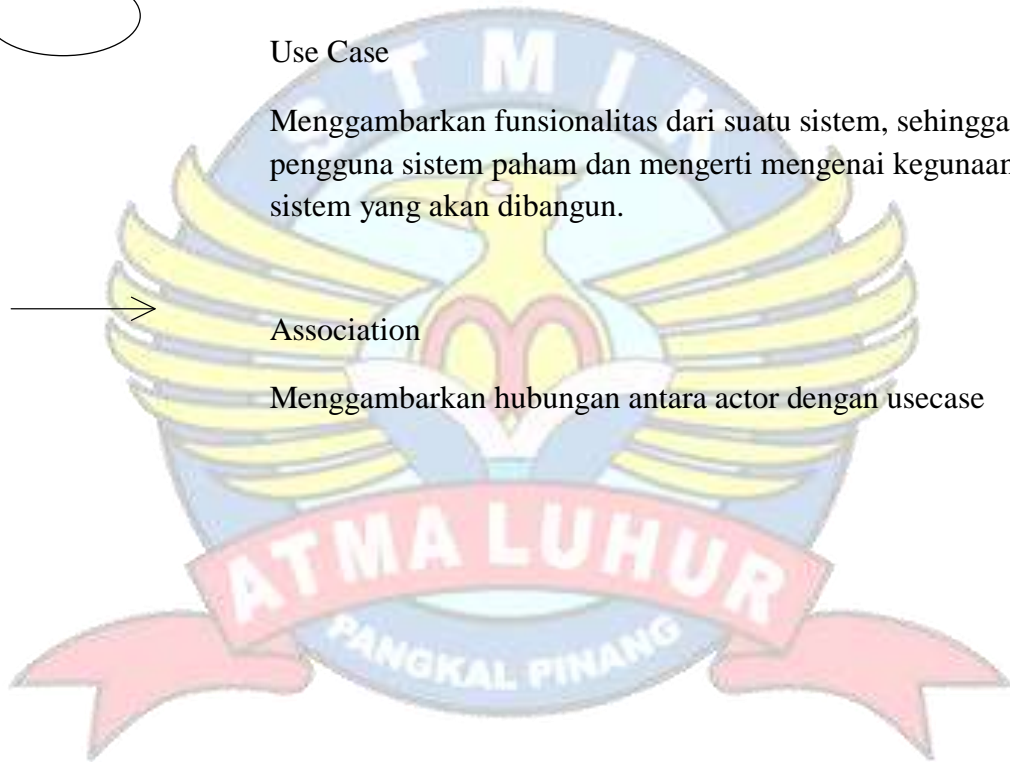 Use Case
Menggambarkan funsionalitas dari suatu sistem, sehingga
pengguna sistem paham dan mengerti mengenai kegunaan
sistem yang akan dibangun.
Association
Menggambarkan hubungan antara actor dengan usecase
STMIK
ATMA LUHUR
PANGKAL PINANG